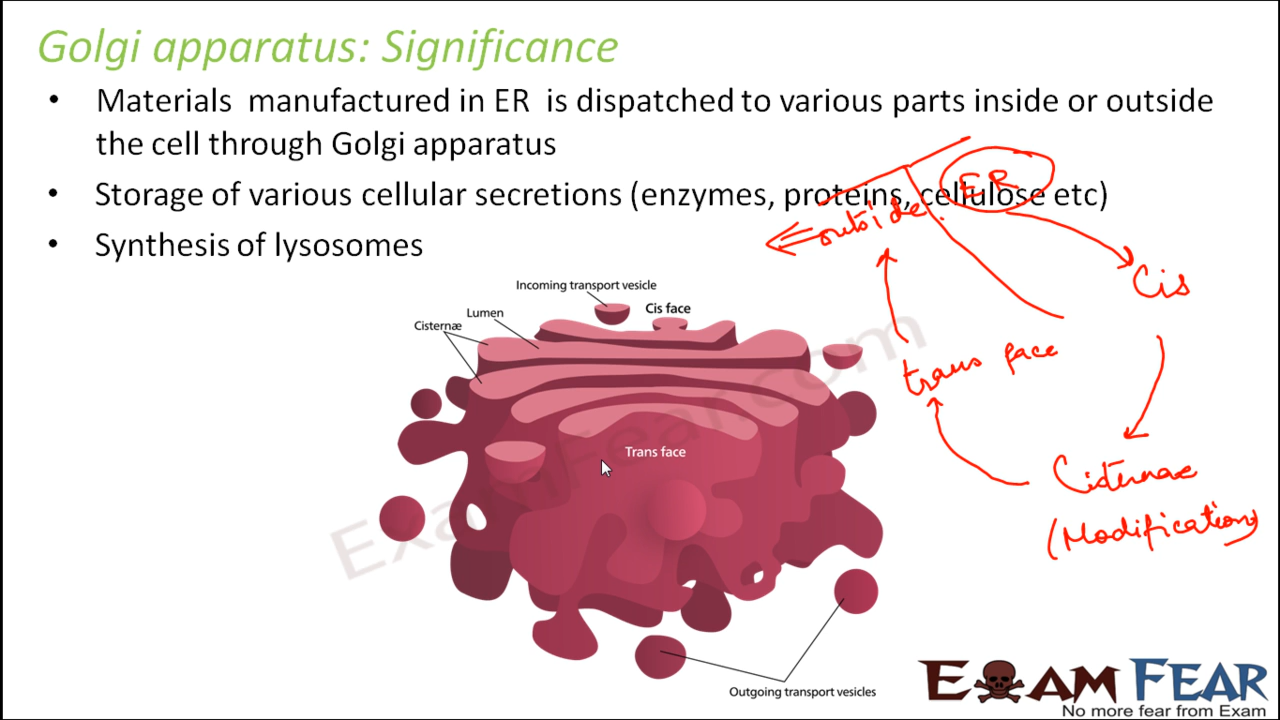 Golgi apparatus: Significance
• Materials manufactured in ER is dispatched to various parts inside or outside
the cell through Golgi apparatus
• Storage of various cellular secretions (enzymes, proteins, cellulose etc)
• Synthesis of lysosomes
ER
outside
Cis
trans face
Cisternae
(Modification)
Incoming transport vesicle
Cis face
Lumen
Cisternæ
Trans face
Outgoing transport vesicles
ExamFear.com
EXAM FEAR
No more fear from Exam